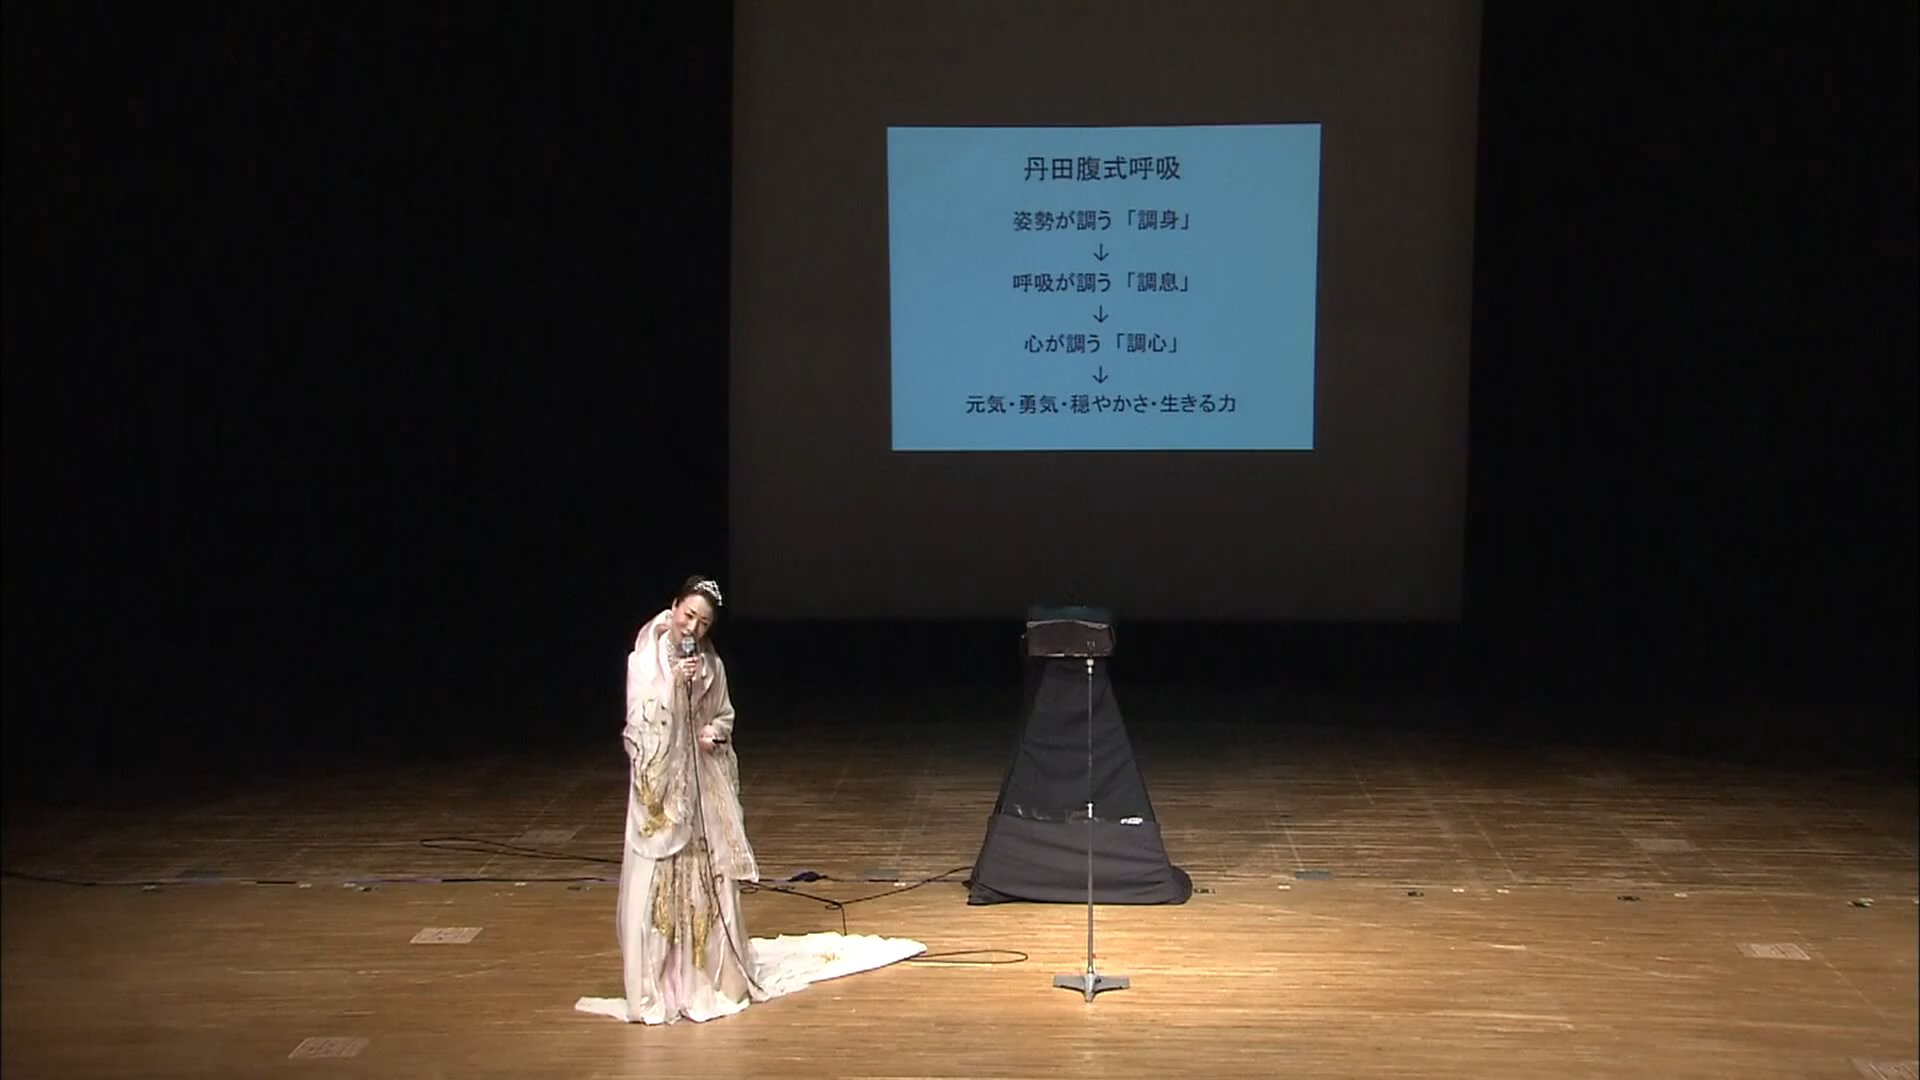 丹田腹式呼吸
姿勢が調う「調身」
↓
呼吸が調う「調息」
↓
心が調う「調心」
↓
元気・勇気・穏やかさ・生きる力